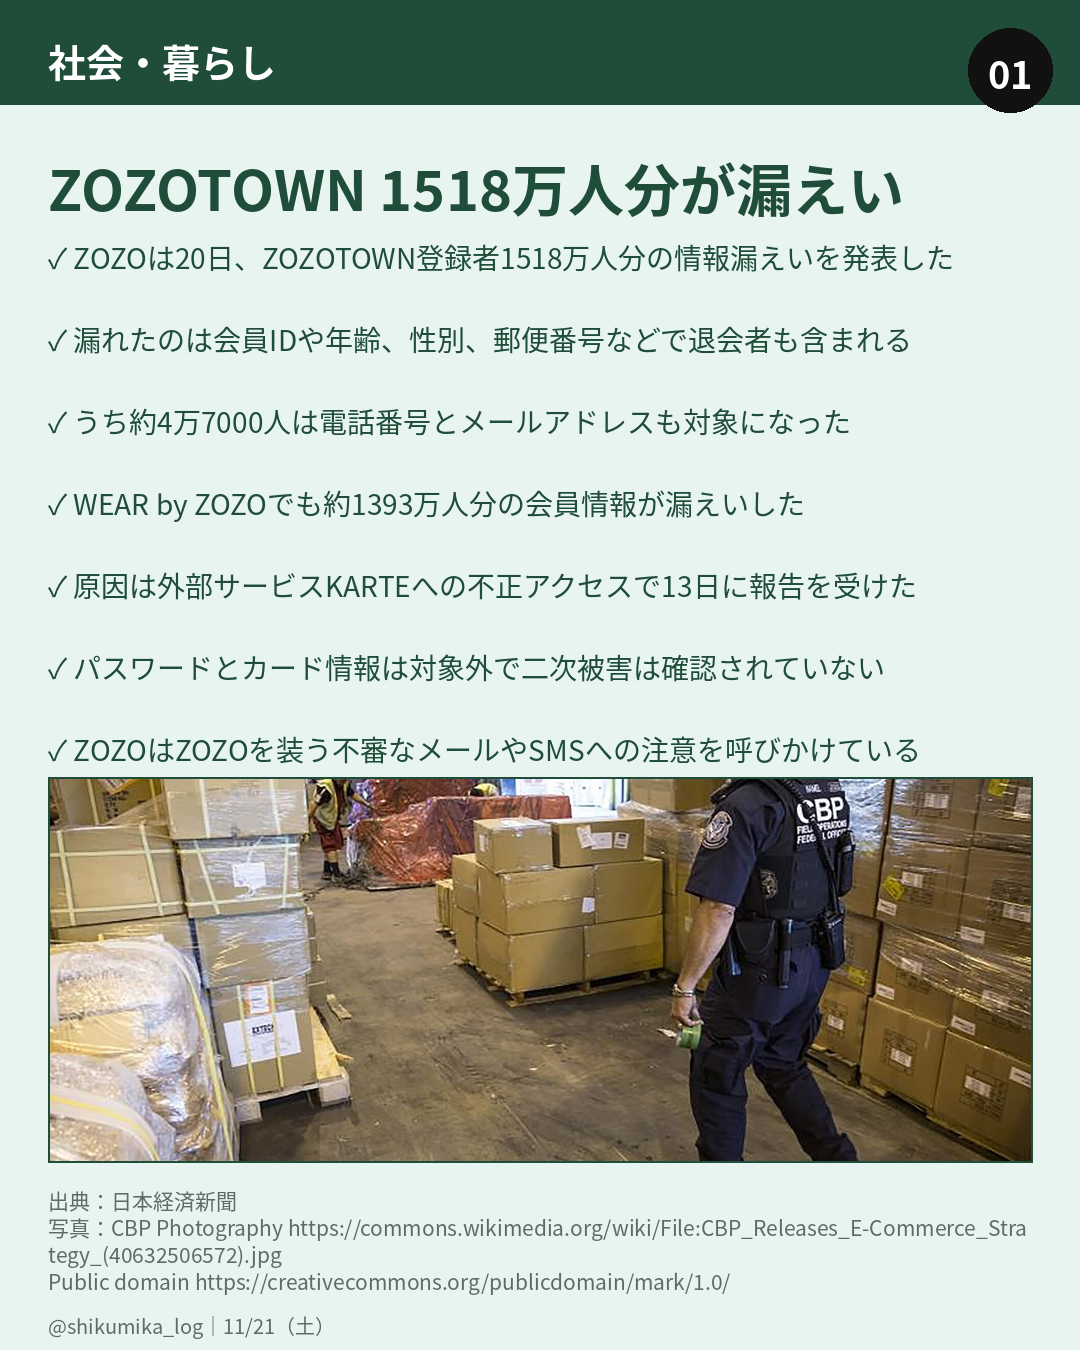 社会・暮らし
01
ZOZOTOWN 1518万人分が漏えい
✓ ZOZOは20日、ZOZOTOWN登録者1518万人分の情報漏えいを発表した
✓ 漏れたのは会員IDや年齢、性別、郵便番号などで退会者も含まれる
✓ うち約4万7000人は電話番号とメールアドレスも対象になった
✓ WEAR by ZOZOでも約1393万人分の会員情報が漏えいした
✓ 原因は外部サービスKARTEへの不正アクセスで13日に報告を受けた
✓ パスワードとカード情報は対象外で二次被害は確認されていない
✓ ZOZOはZOZOを装う不審なメールやSMSへの注意を呼びかけている
CBP
FIELD OPERATIONS
FEDERAL OFFICER
EXTECH
出典：日本経済新聞
写真：CBP Photography https://commons.wikimedia.org/wiki/File:CBP_Releases_E-Commerce_Stra
tegy_(40632506572).jpg
Public domain https://creativecommons.org/publicdomain/mark/1.0/
@shikumika_log｜11/21（土）